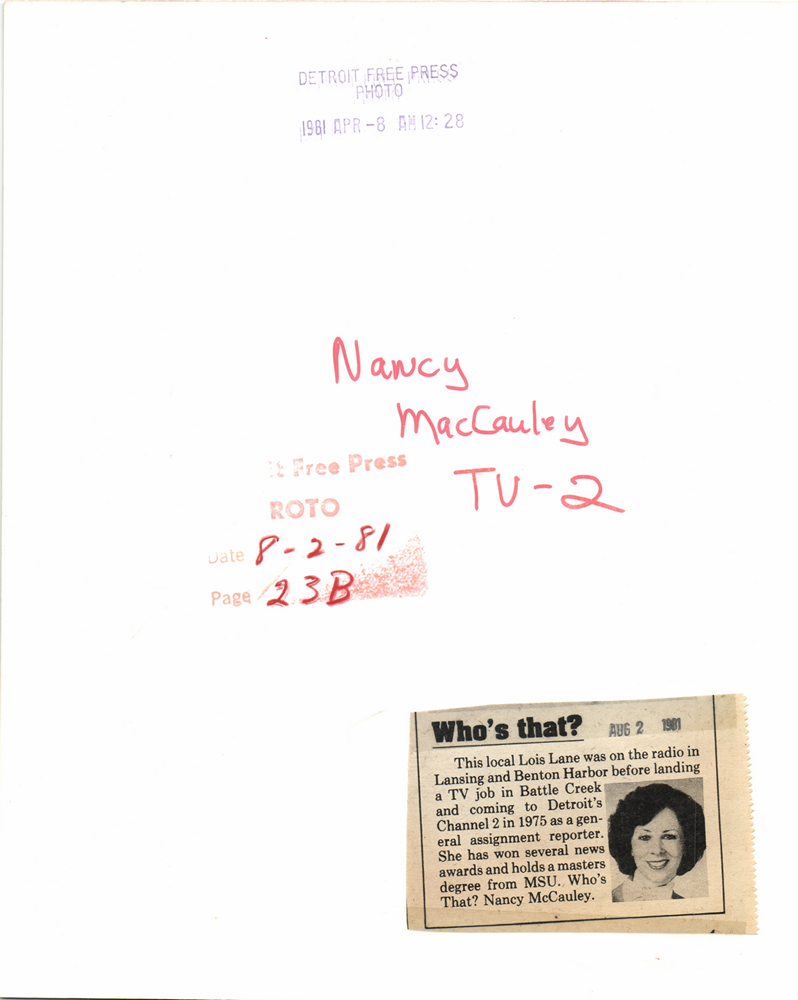 DETROIT FREE PRESS
PHOTO
1981 APR -8 AM 12:28
Nancy
MacCauley
TV-2
t Free Press
ROTO
Date 8-2-81
Page 23B
Who's that? AUG 2 1981
This local Lois Lane was on the radio in
Lansing and Benton Harbor before landing
a TV job in Battle Creek
and coming to Detroit's
Channel 2 in 1975 as a gen-
eral assignment reporter.
She has won several news
awards and holds a masters
degree from MSU. Who's
That? Nancy McCauley.